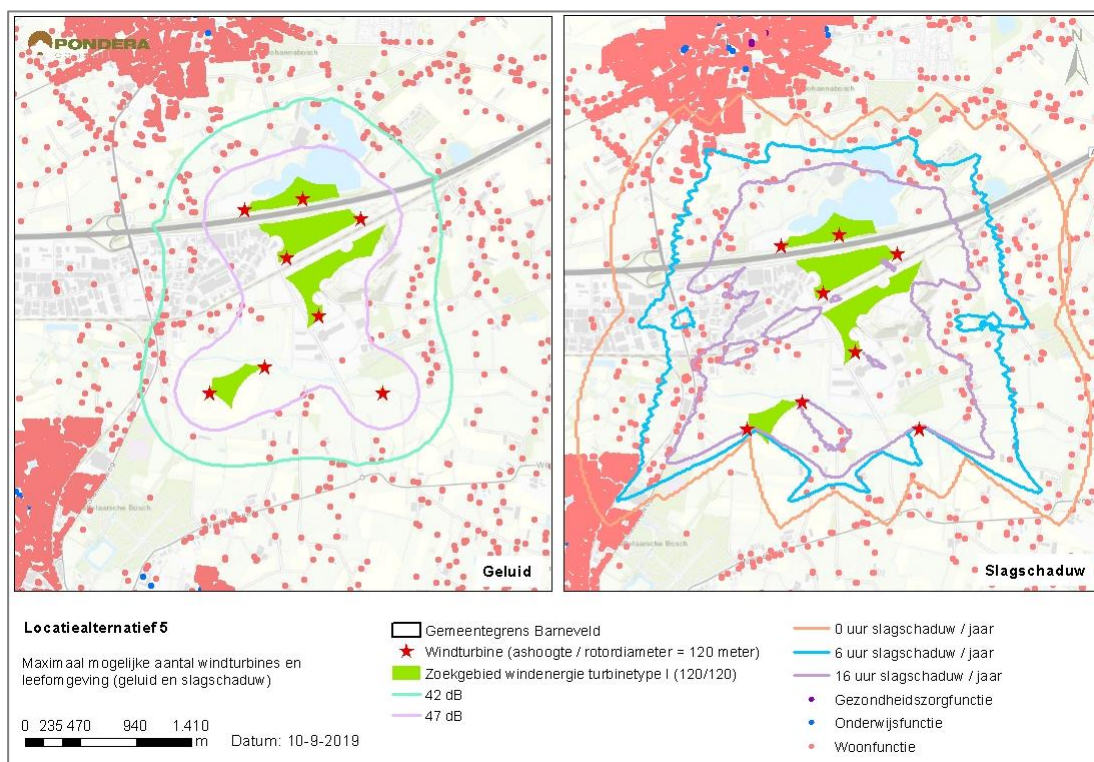 PONDERA
Johannabosch
Geluid
N
Johannabosch
Slagschaduw
Locatiealternatief 5
Maximaal mogelijke aantal windturbines en
leefomgeving (geluid en slagschaduw)
0 235 470 940 1.410
m
Datum: 10-9-2019
Gemeentegrens Barneveld
Windturbine (ashoogte / rotordiameter = 120 meter)
Zoekgebied windenergie turbinetype I (120/120)
42 dB
47 dB
0 uur slagschaduw / jaar
6 uur slagschaduw / jaar
16 uur slagschaduw / jaar
Gezondheidszorgfunctie
Onderwijsfunctie
Woonfunctie